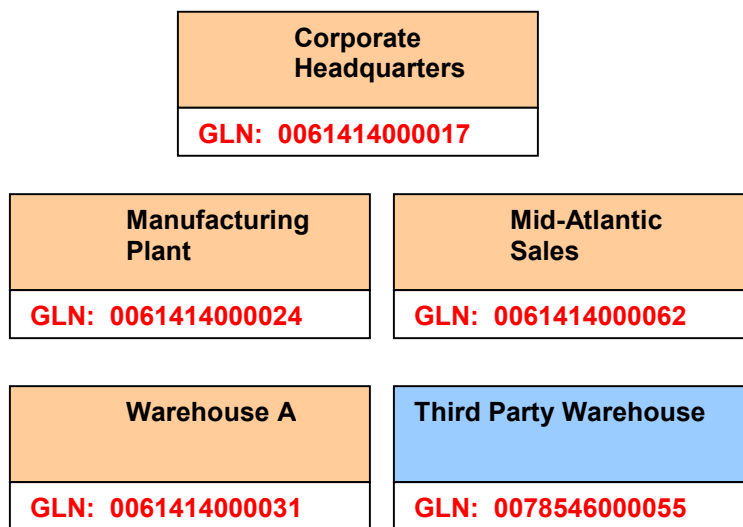 Corporate
Headquarters
GLN: 0061414000017
Manufacturing
Plant
GLN: 0061414000024
Mid-Atlantic
Sales
GLN: 0061414000062
Warehouse A
GLN: 0061414000031
Third Party Warehouse
GLN: 0078546000055